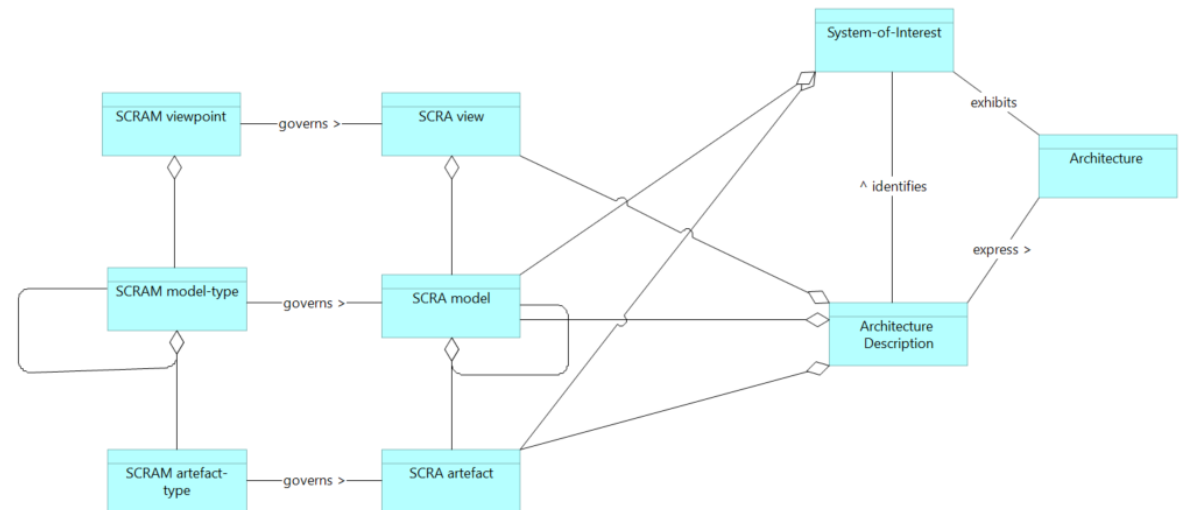 System-of-Interest
SCRAM viewpoint
governs >
SCRA view
exhibits
Architecture
^ identifies
express >
SCRAM model-type
governs >
SCRA model
Architecture
Description
SCRAM artefact-
type
governs >
SCRA artefact